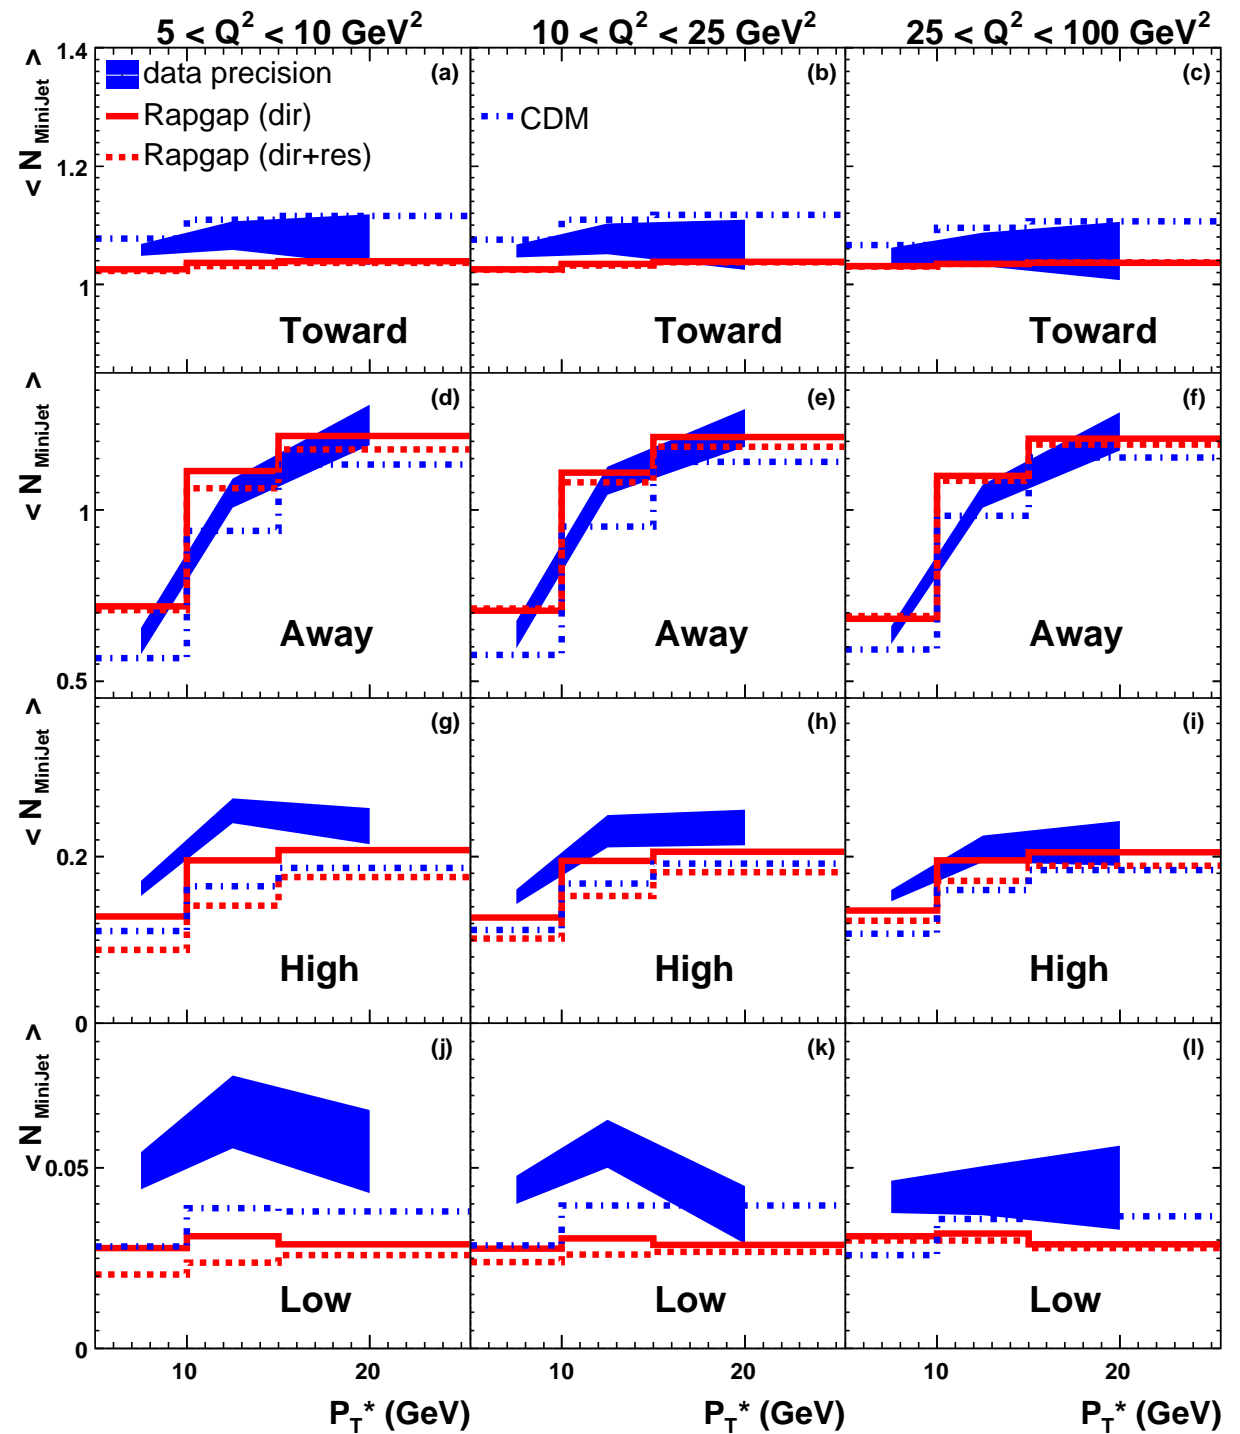 5 < Q² < 10 GeV² 10 < Q² < 25 GeV² 25 < Q² < 100 GeV²
1.4
(a) (b) (c)
data precision
Rapgap (dir) CDM
Rapgap (dir+res)
< N MiniJet >
1.2
1
Toward Toward Toward
(d) (e) (f)
< N MiniJet >
1
Away Away Away
0.5
(g) (h) (i)
< N MiniJet >
0.2
High High High
0
(j) (k) (l)
< N MiniJet >
0.05
Low Low Low
0
10 20 10 20 10 20
P_T* (GeV) P_T* (GeV) P_T* (GeV)